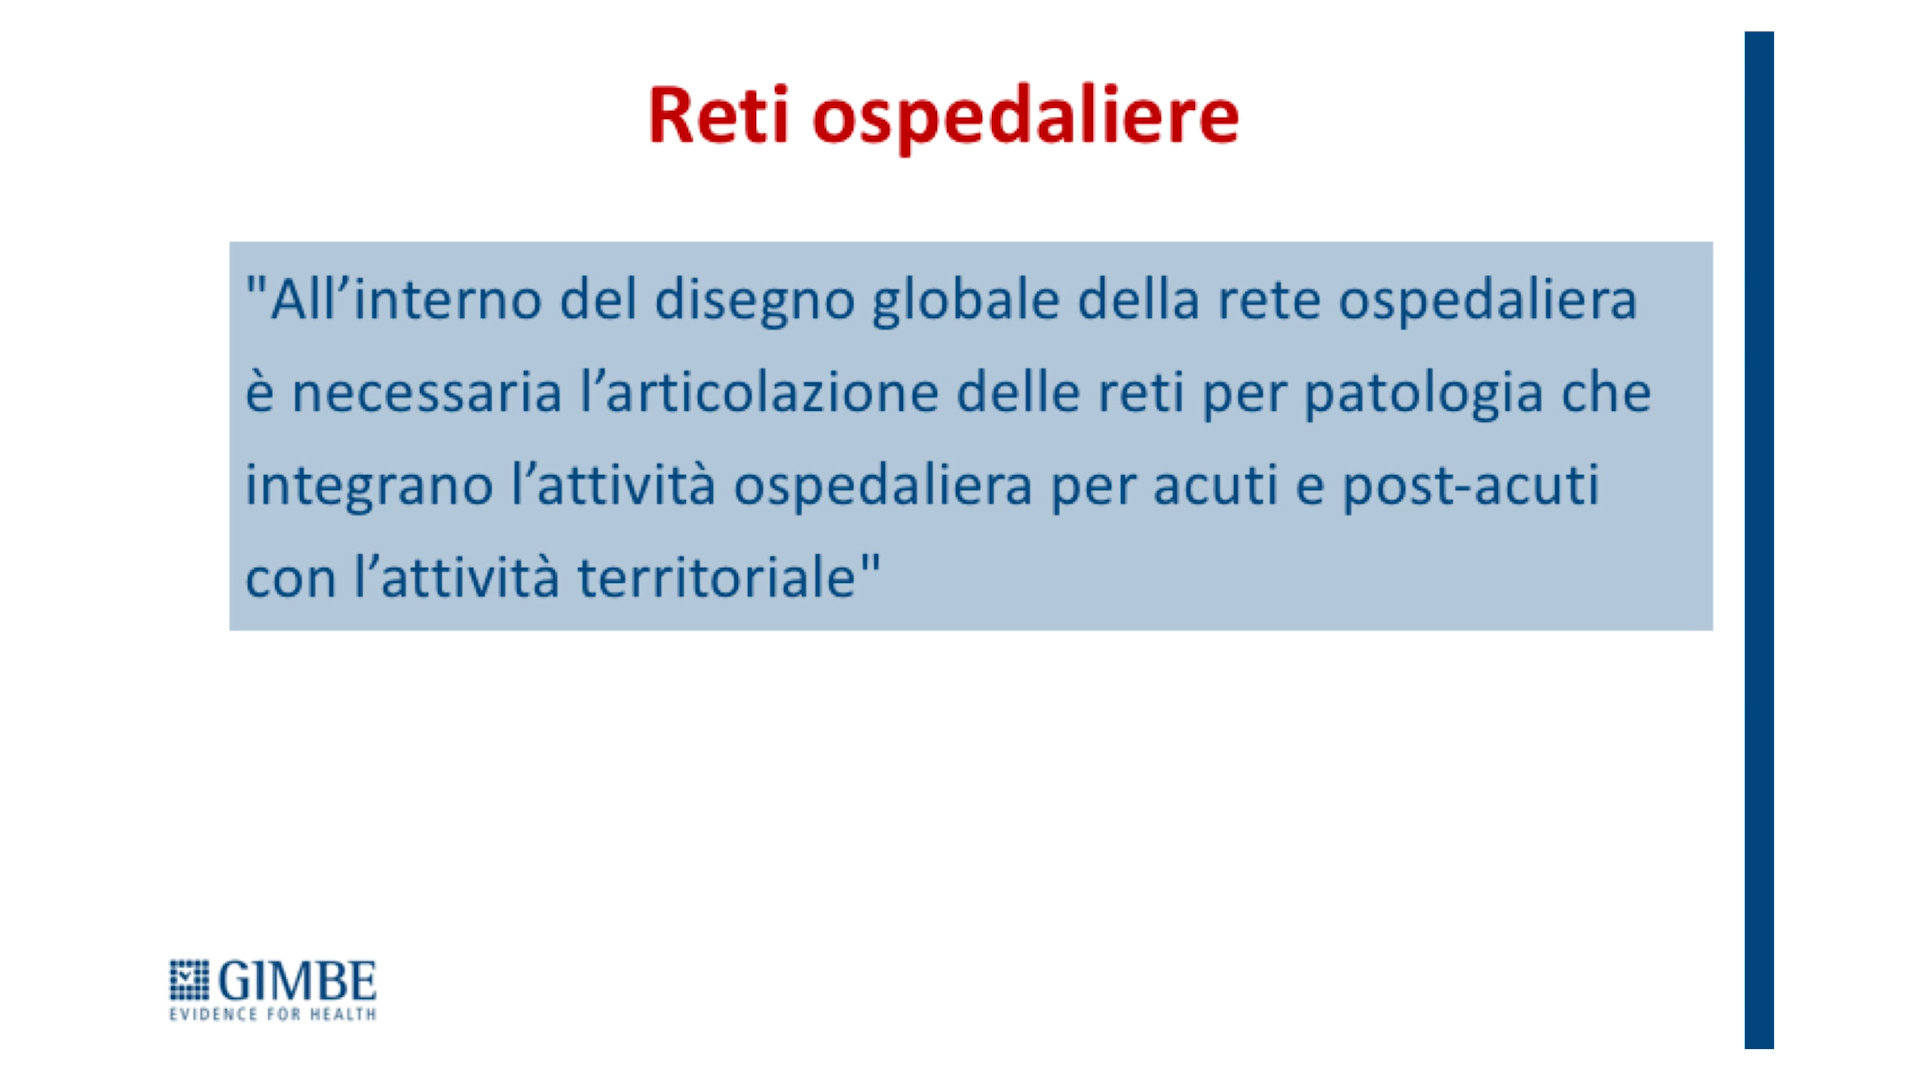 Reti ospedaliere
"All’interno del disegno globale della rete ospedaliera
è necessaria l’articolazione delle reti per patologia che
integrano l’attività ospedaliera per acuti e post-acuti
con l’attività territoriale"
GIMBE
EVIDENCE FOR HEALTH